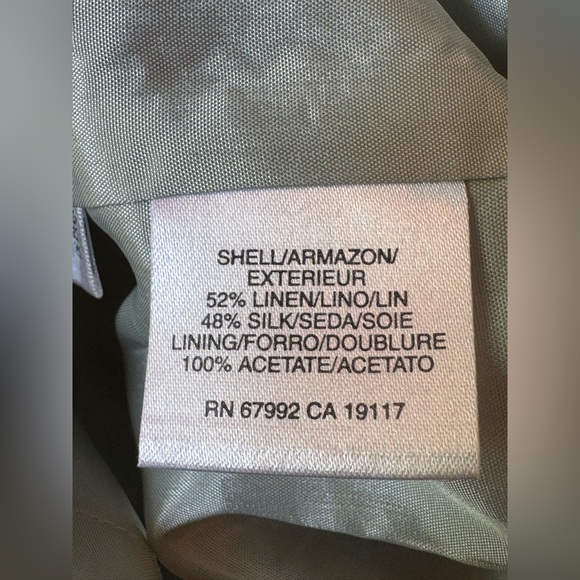 SHELL/ARMAZON/
EXTERIEUR
52% LINEN/LINO/LIN
48% SILK/SEDA/SOIE
LINING/FORRO/DOUBLURE
100% ACETATE/ACETATO
RN 67992 CA 19117